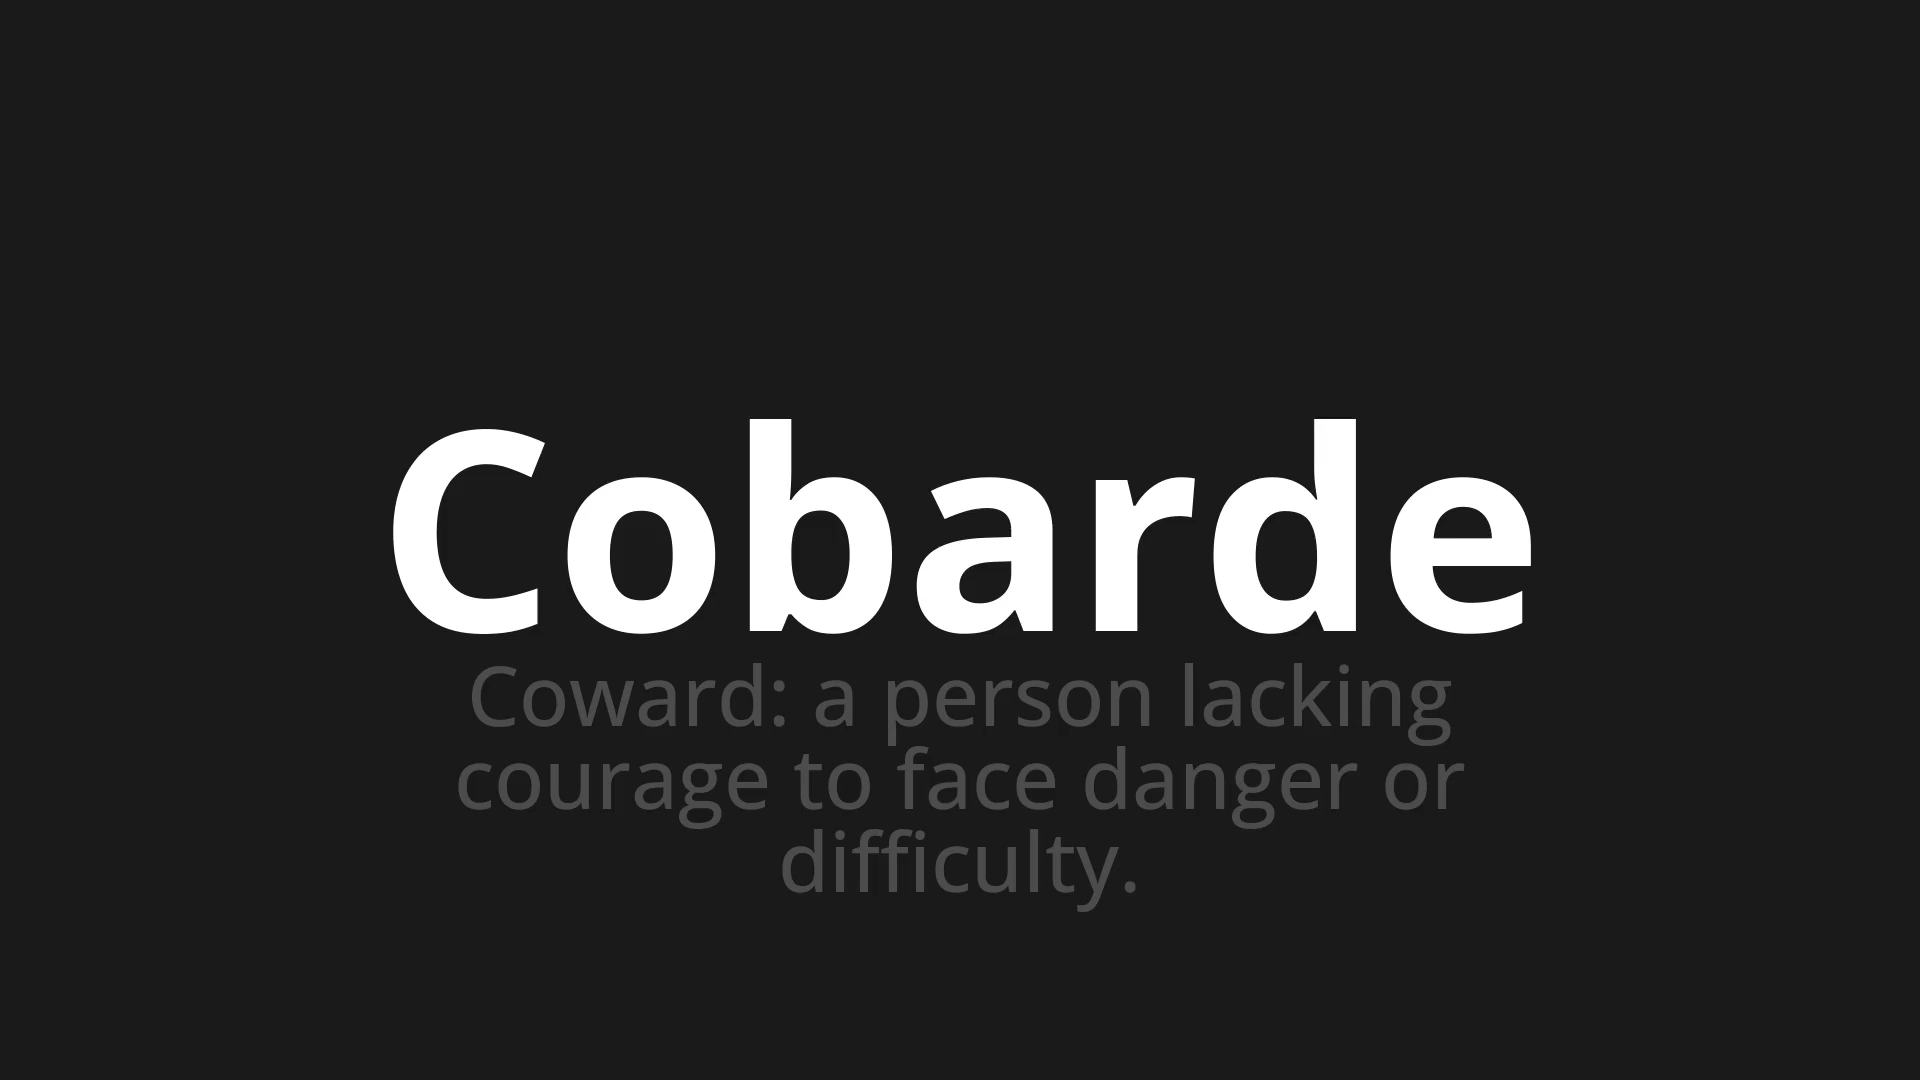 Cobarde
Coward: a person lacking
courage to face danger or
difficulty.